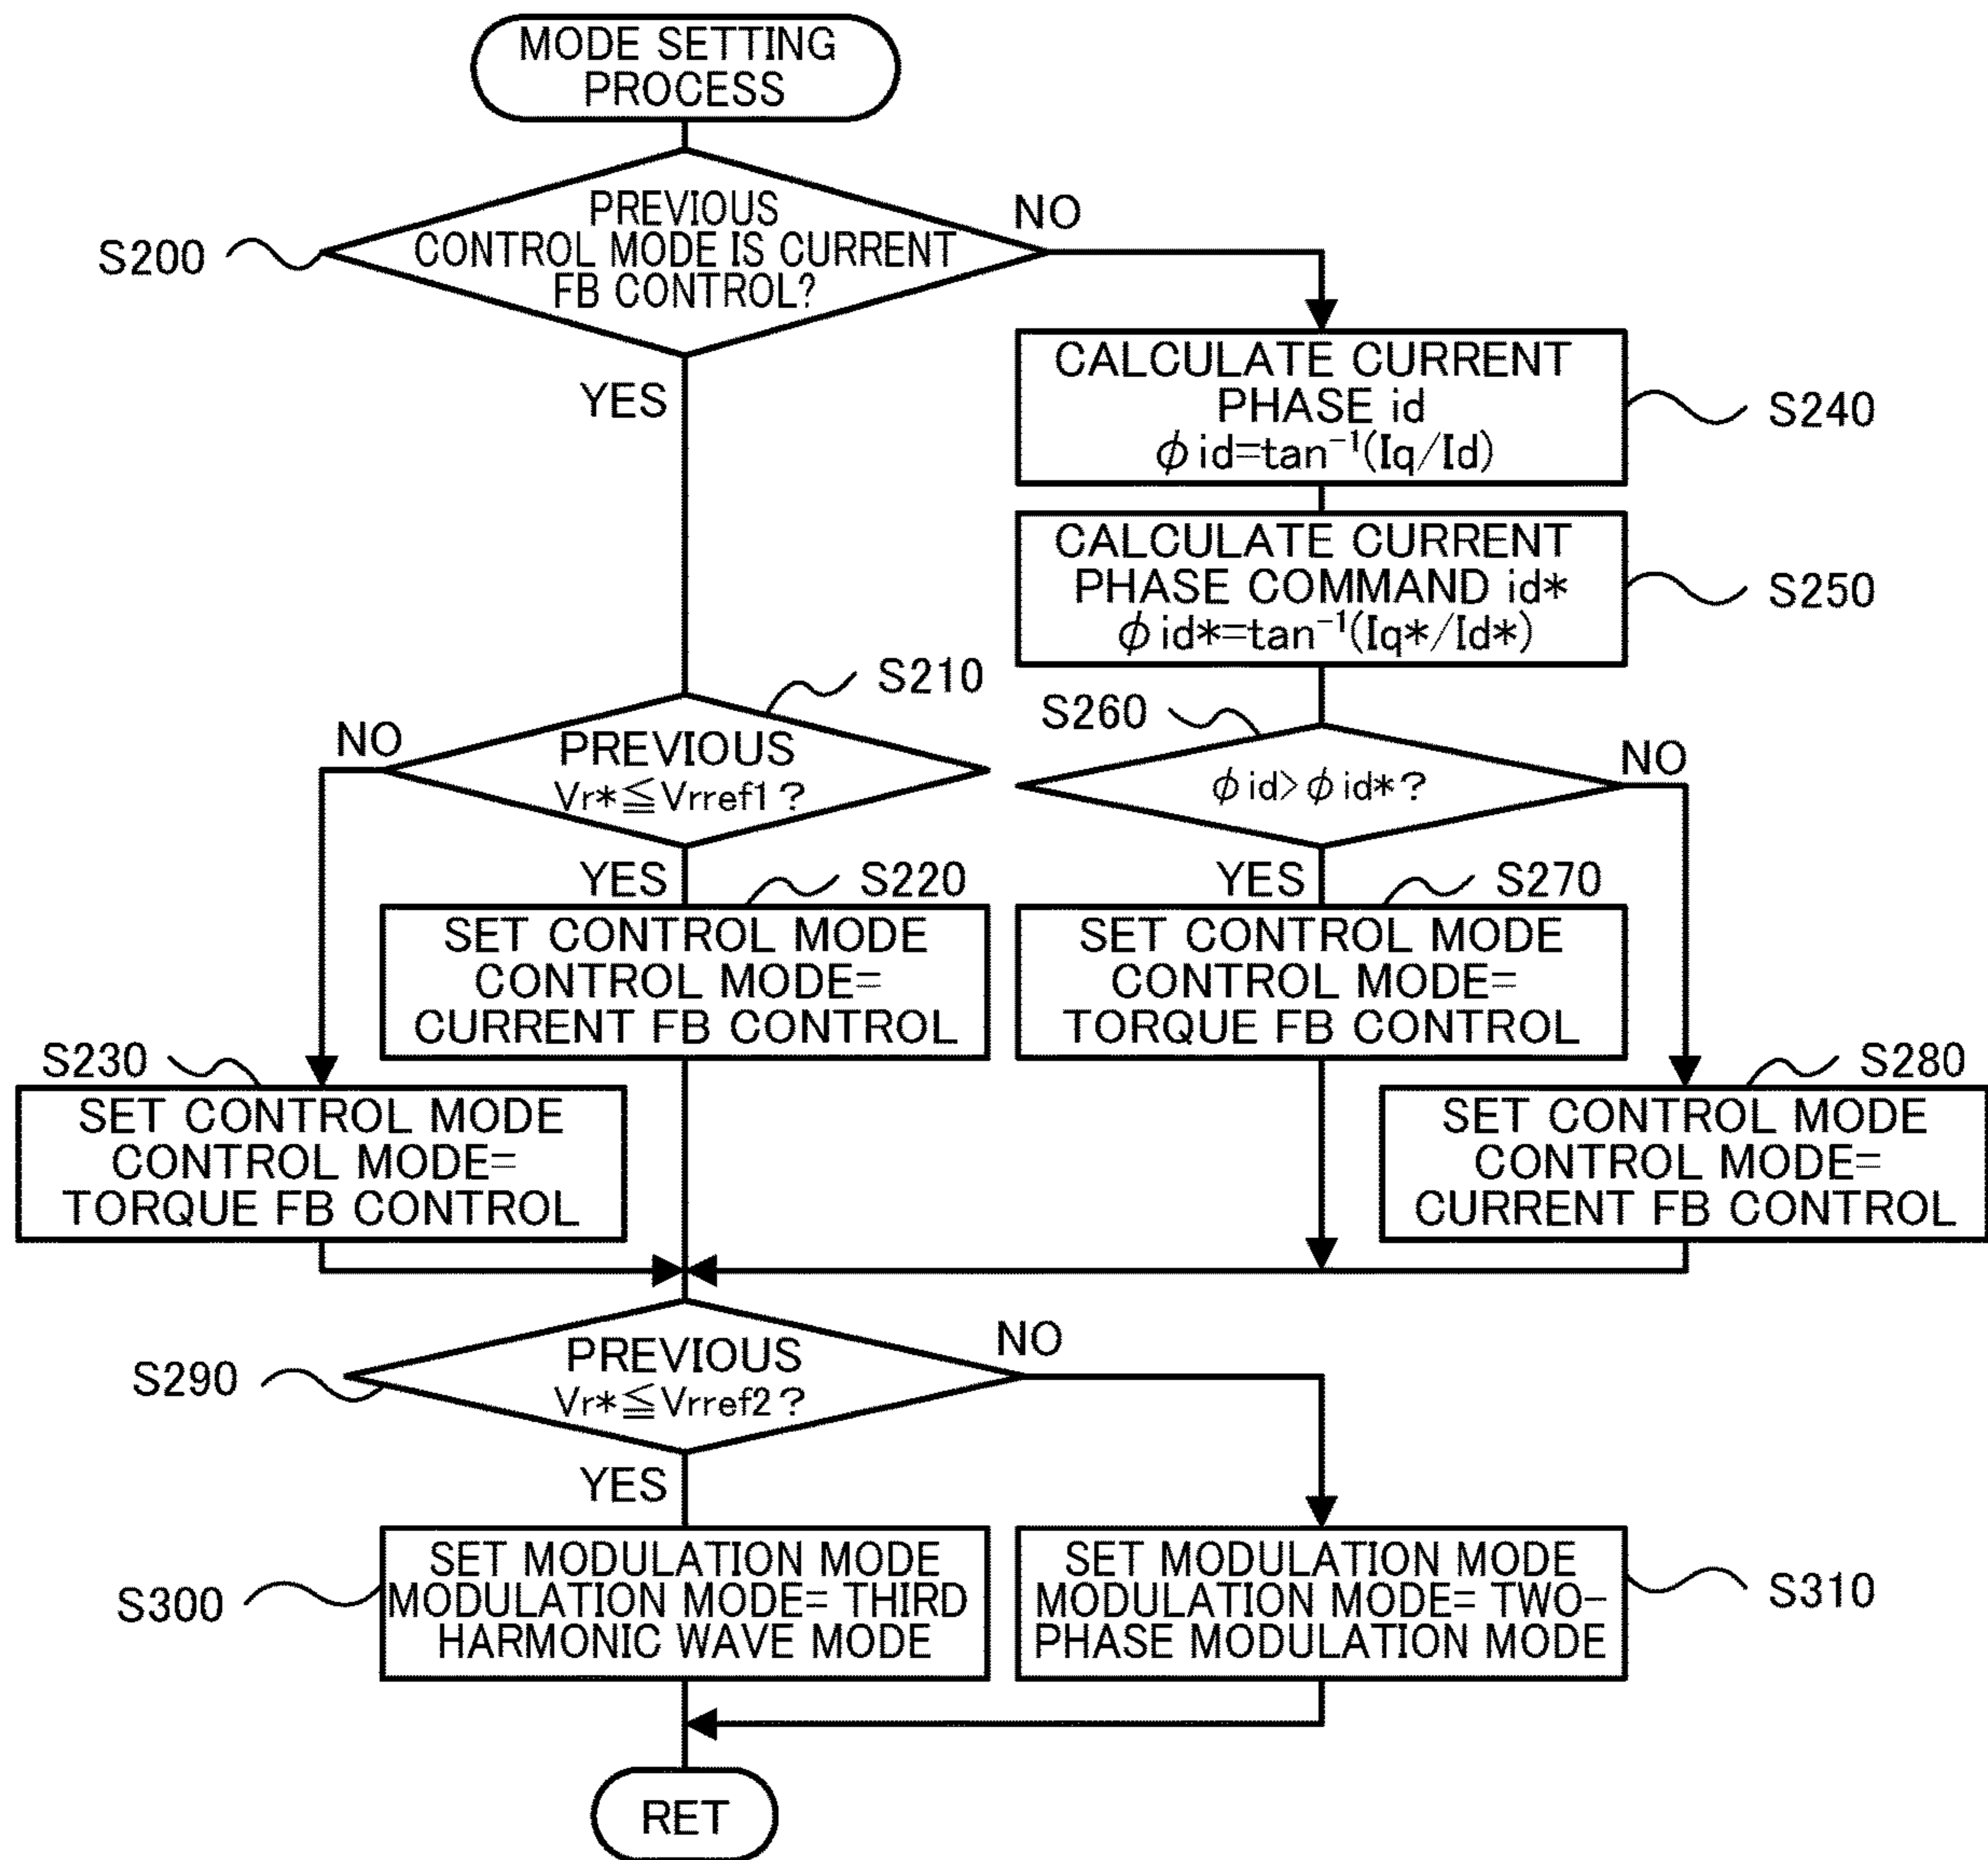 MODE SETTING
PROCESS
PREVIOUS
CONTROL MODE IS CURRENT
FB CONTROL?
S200
NO
YES
CALCULATE CURRENT
PHASE id
ϕid=tan⁻¹(Iq/Id)
S240
CALCULATE CURRENT
PHASE COMMAND id*
ϕid*=tan⁻¹(Iq*/Id*)
S250
S210
NO
PREVIOUS
Vr*≦Vrref1?
YES
S260
ϕid>ϕid*?
NO
YES
S220
SET CONTROL MODE
CONTROL MODE=
CURRENT FB CONTROL
S270
SET CONTROL MODE
CONTROL MODE=
TORQUE FB CONTROL
S230
SET CONTROL MODE
CONTROL MODE=
TORQUE FB CONTROL
S280
SET CONTROL MODE
CONTROL MODE=
CURRENT FB CONTROL
S290
PREVIOUS
Vr*≦Vrref2?
NO
YES
S300
SET MODULATION MODE
MODULATION MODE= THIRD
HARMONIC WAVE MODE
SET MODULATION MODE
MODULATION MODE= TWO-
PHASE MODULATION MODE
S310
RET